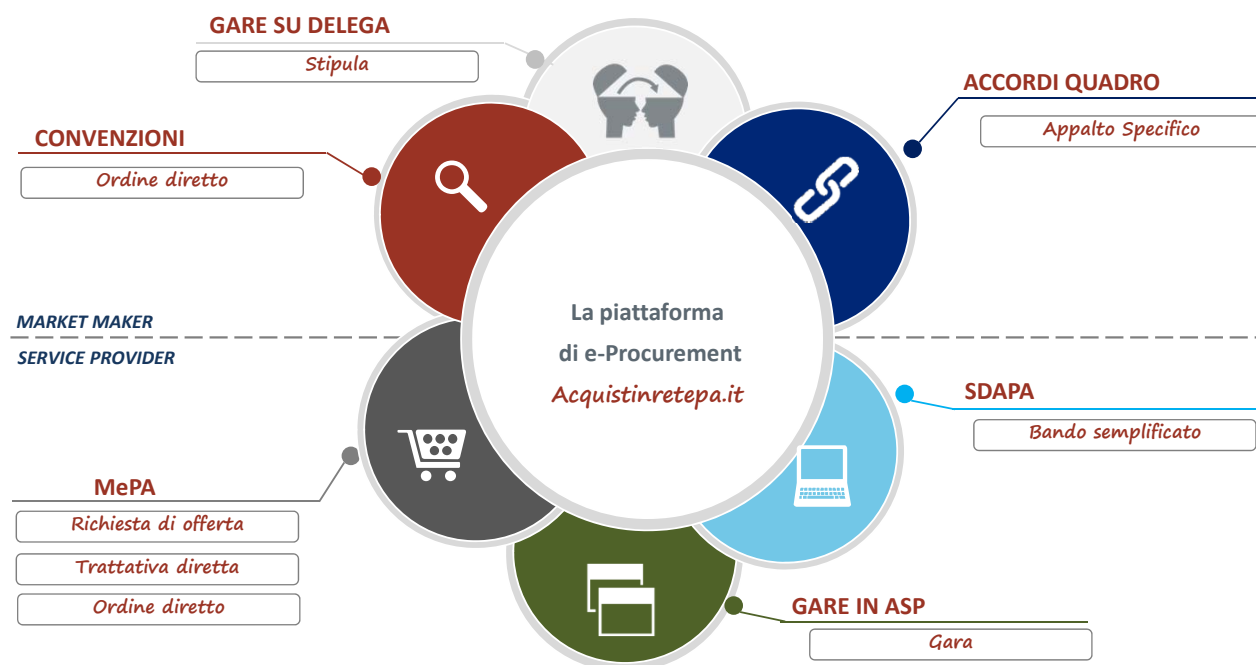 GARE SU DELEGA
Stipula
ACCORDI QUADRO
Appalto Specifico
CONVENZIONI
Ordine diretto
La piattaforma
di e-Procurement
Acquistinretepa.it
MARKET MAKER
SERVICE PROVIDER
SDAPA
Bando semplificato
MePA
Richiesta di offerta
Trattativa diretta
Ordine diretto
GARE IN ASP
Gara